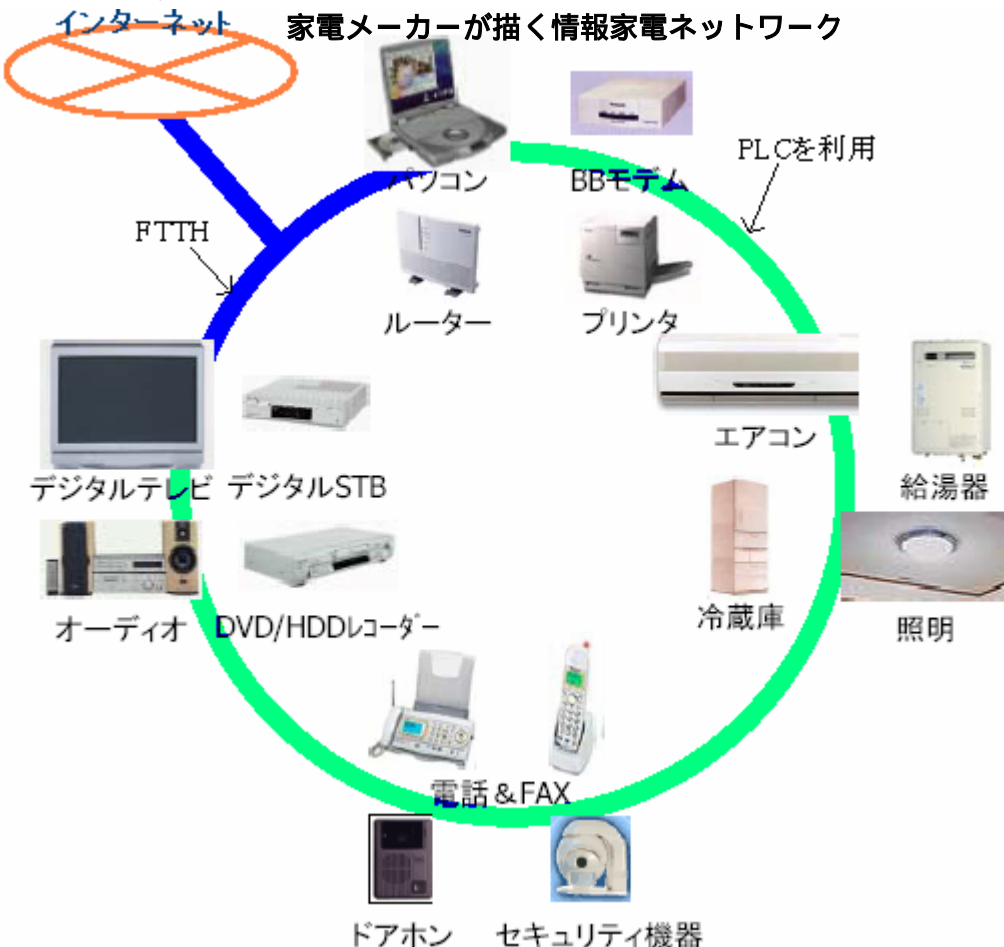 インターネット
家電メーカーが描く情報家電ネットワーク
PLCを利用
パソコン
BBモデム
FTTH
ルーター
プリンタ
エアコン
給湯器
デジタルテレビ
デジタルSTB
冷蔵庫
照明
オーディオ
DVD/HDDレコーダー
電話&FAX
ドアホン
セキュリティ機器